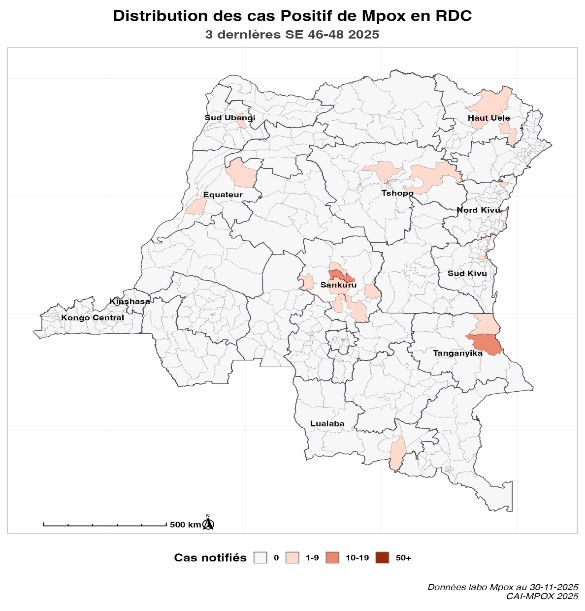 Distribution des cas Positif de Mpox en RDC
3 dernières SE 46-48 2025
Sud Ubangi
Haut Uele
Equateur
Tshopo
Nord Kivu
Sankuru
Sud Kivu
Kinshasa
Kongo Central
Tanganyika
Lualaba
N
500 km
Cas notifiés 0 1-9 10-19 50+
Données labo Mpox au 30-11-2025
CAI-MPOX 2025